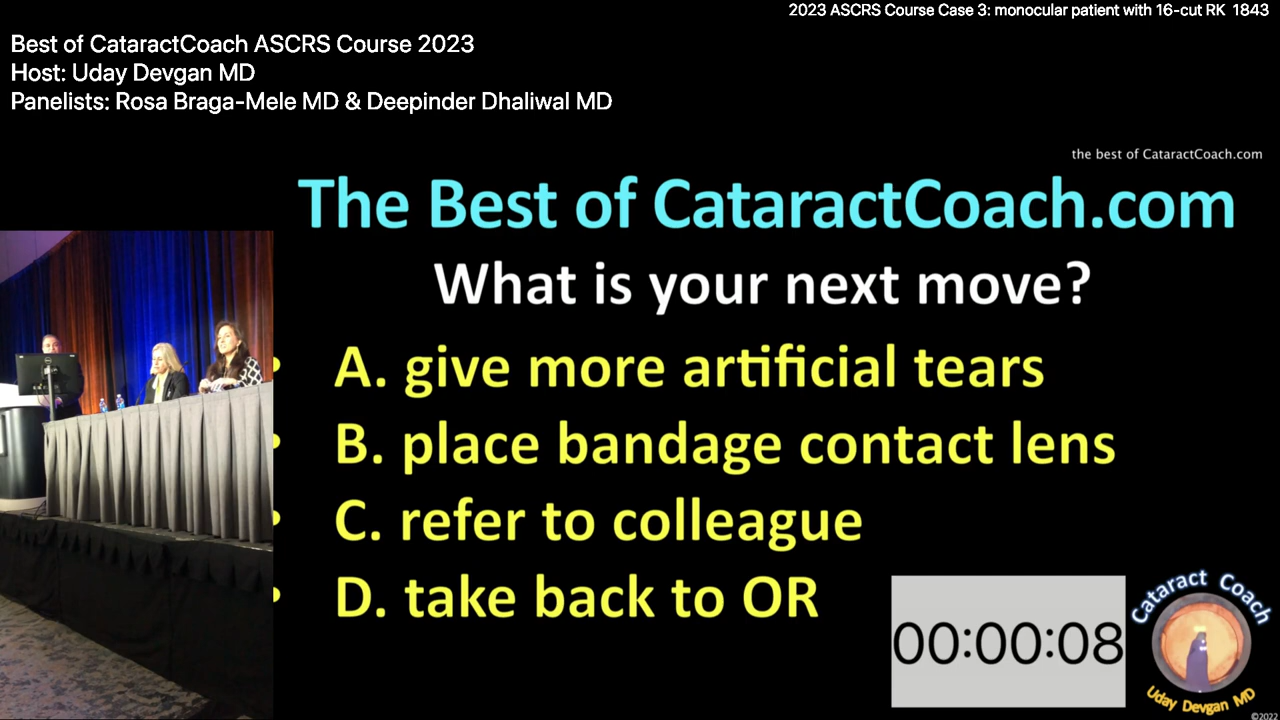 2023 ASCRS Course Case 3: monocular patient with 16-cut RK 1843
Best of CataractCoach ASCRS Course 2023
Host: Uday Devgan MD
Panelists: Rosa Braga-Mele MD & Deepinder Dhaliwal MD
the best of CataractCoach.com
The Best of CataractCoach.com
What is your next move?
• A. give more artificial tears
• B. place bandage contact lens
• C. refer to colleague
• D. take back to OR
00:00:08
Cataract Coach
Uday Devgan MD
©2022